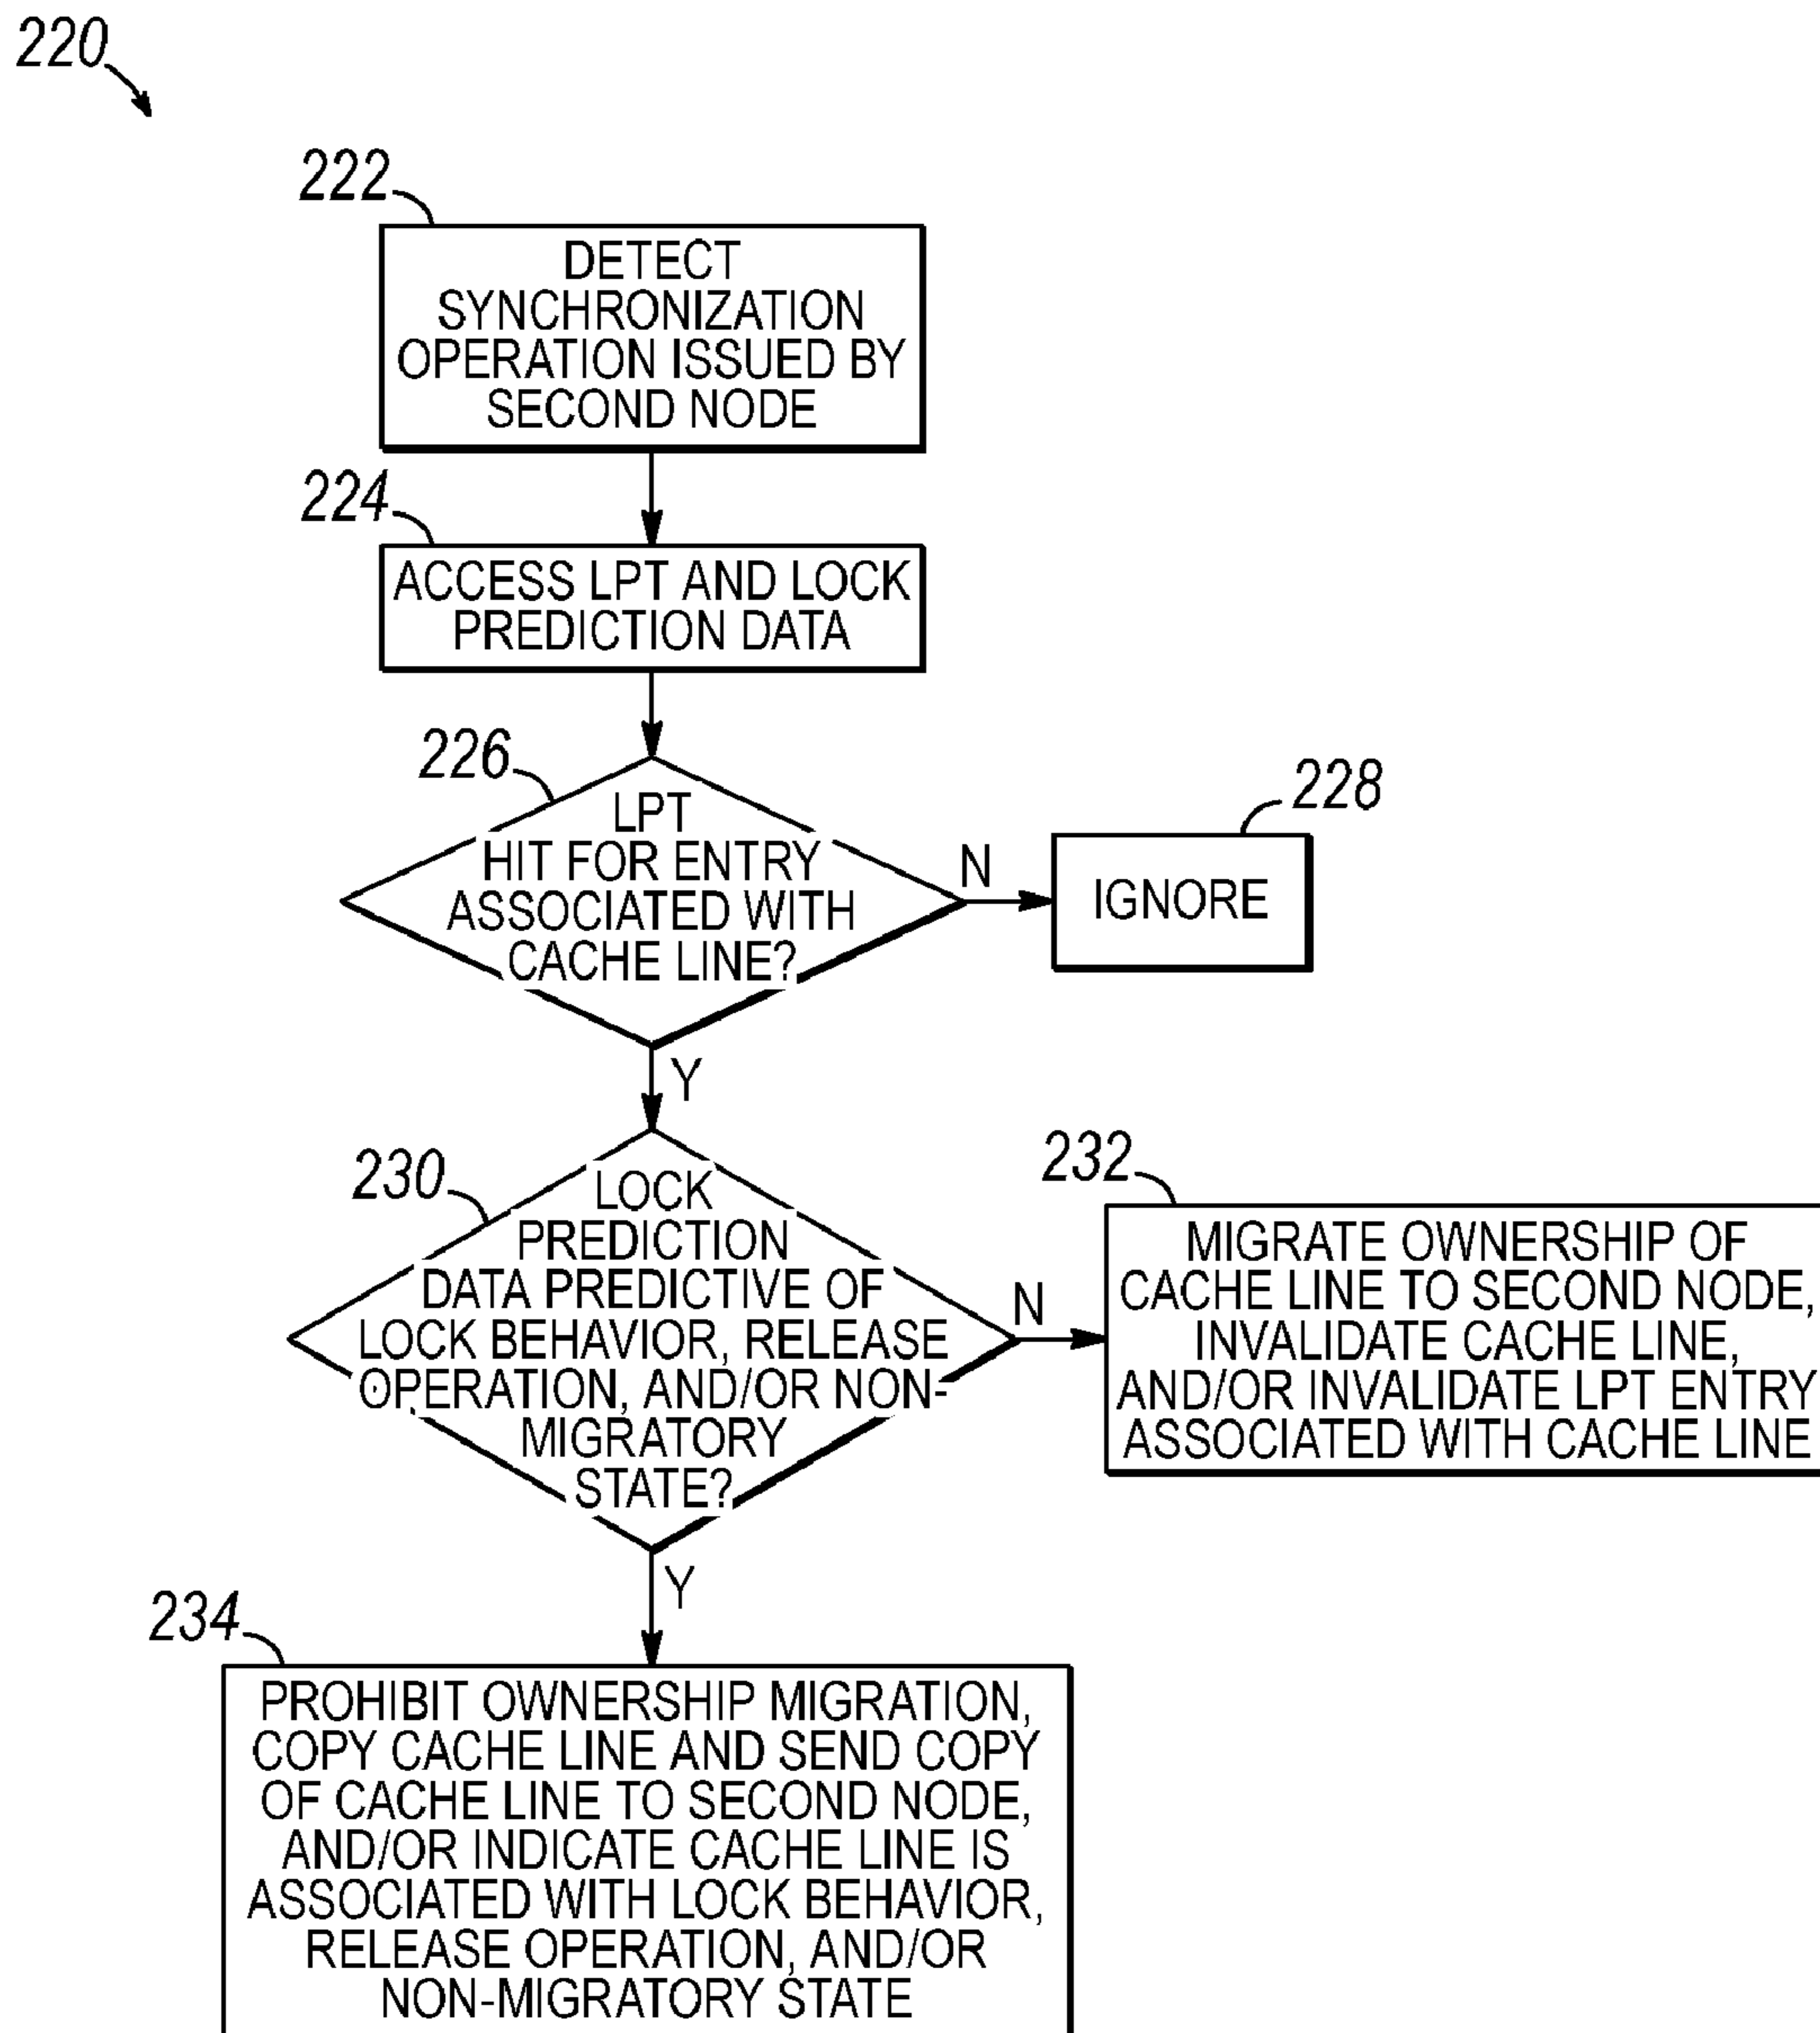 220
222
DETECT
SYNCHRONIZATION
OPERATION ISSUED BY
SECOND NODE
224
ACCESS LPT AND LOCK
PREDICTION DATA
226
LPT
HIT FOR ENTRY
ASSOCIATED WITH
CACHE LINE?
N
228
IGNORE
Y
230
LOCK
PREDICTION
DATA PREDICTIVE OF
LOCK BEHAVIOR, RELEASE
OPERATION, AND/OR NON-
MIGRATORY
STATE?
N
232
MIGRATE OWNERSHIP OF
CACHE LINE TO SECOND NODE,
INVALIDATE CACHE LINE,
AND/OR INVALIDATE LPT ENTRY
ASSOCIATED WITH CACHE LINE
Y
234
PROHIBIT OWNERSHIP MIGRATION,
COPY CACHE LINE AND SEND COPY
OF CACHE LINE TO SECOND NODE,
AND/OR INDICATE CACHE LINE IS
ASSOCIATED WITH LOCK BEHAVIOR,
RELEASE OPERATION, AND/OR
NON-MIGRATORY STATE